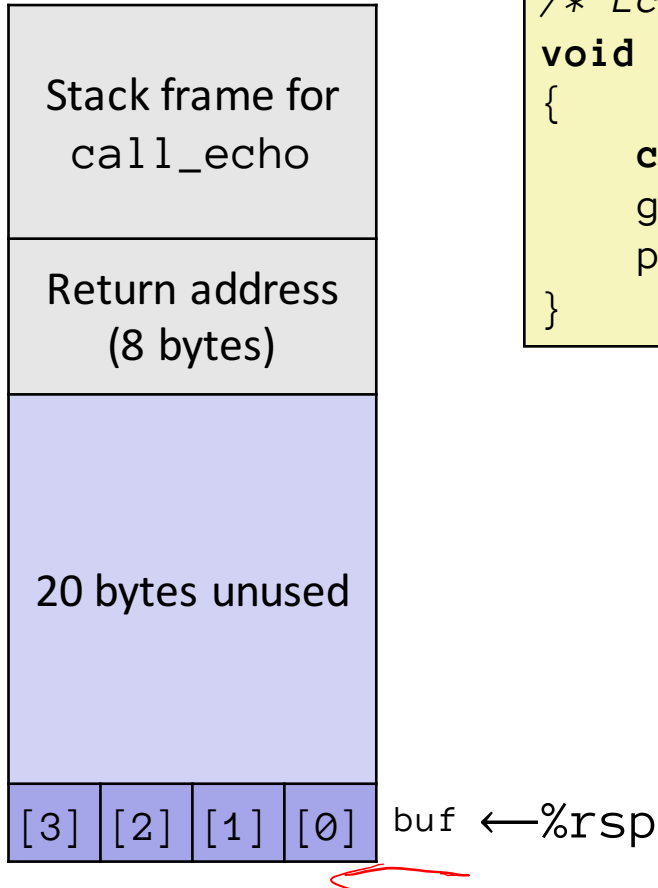 Stack frame for
call_echo
Return address
(8 bytes)
20 bytes unused
[3] [2] [1] [0] buf ←%rsp
/*
void
{
}